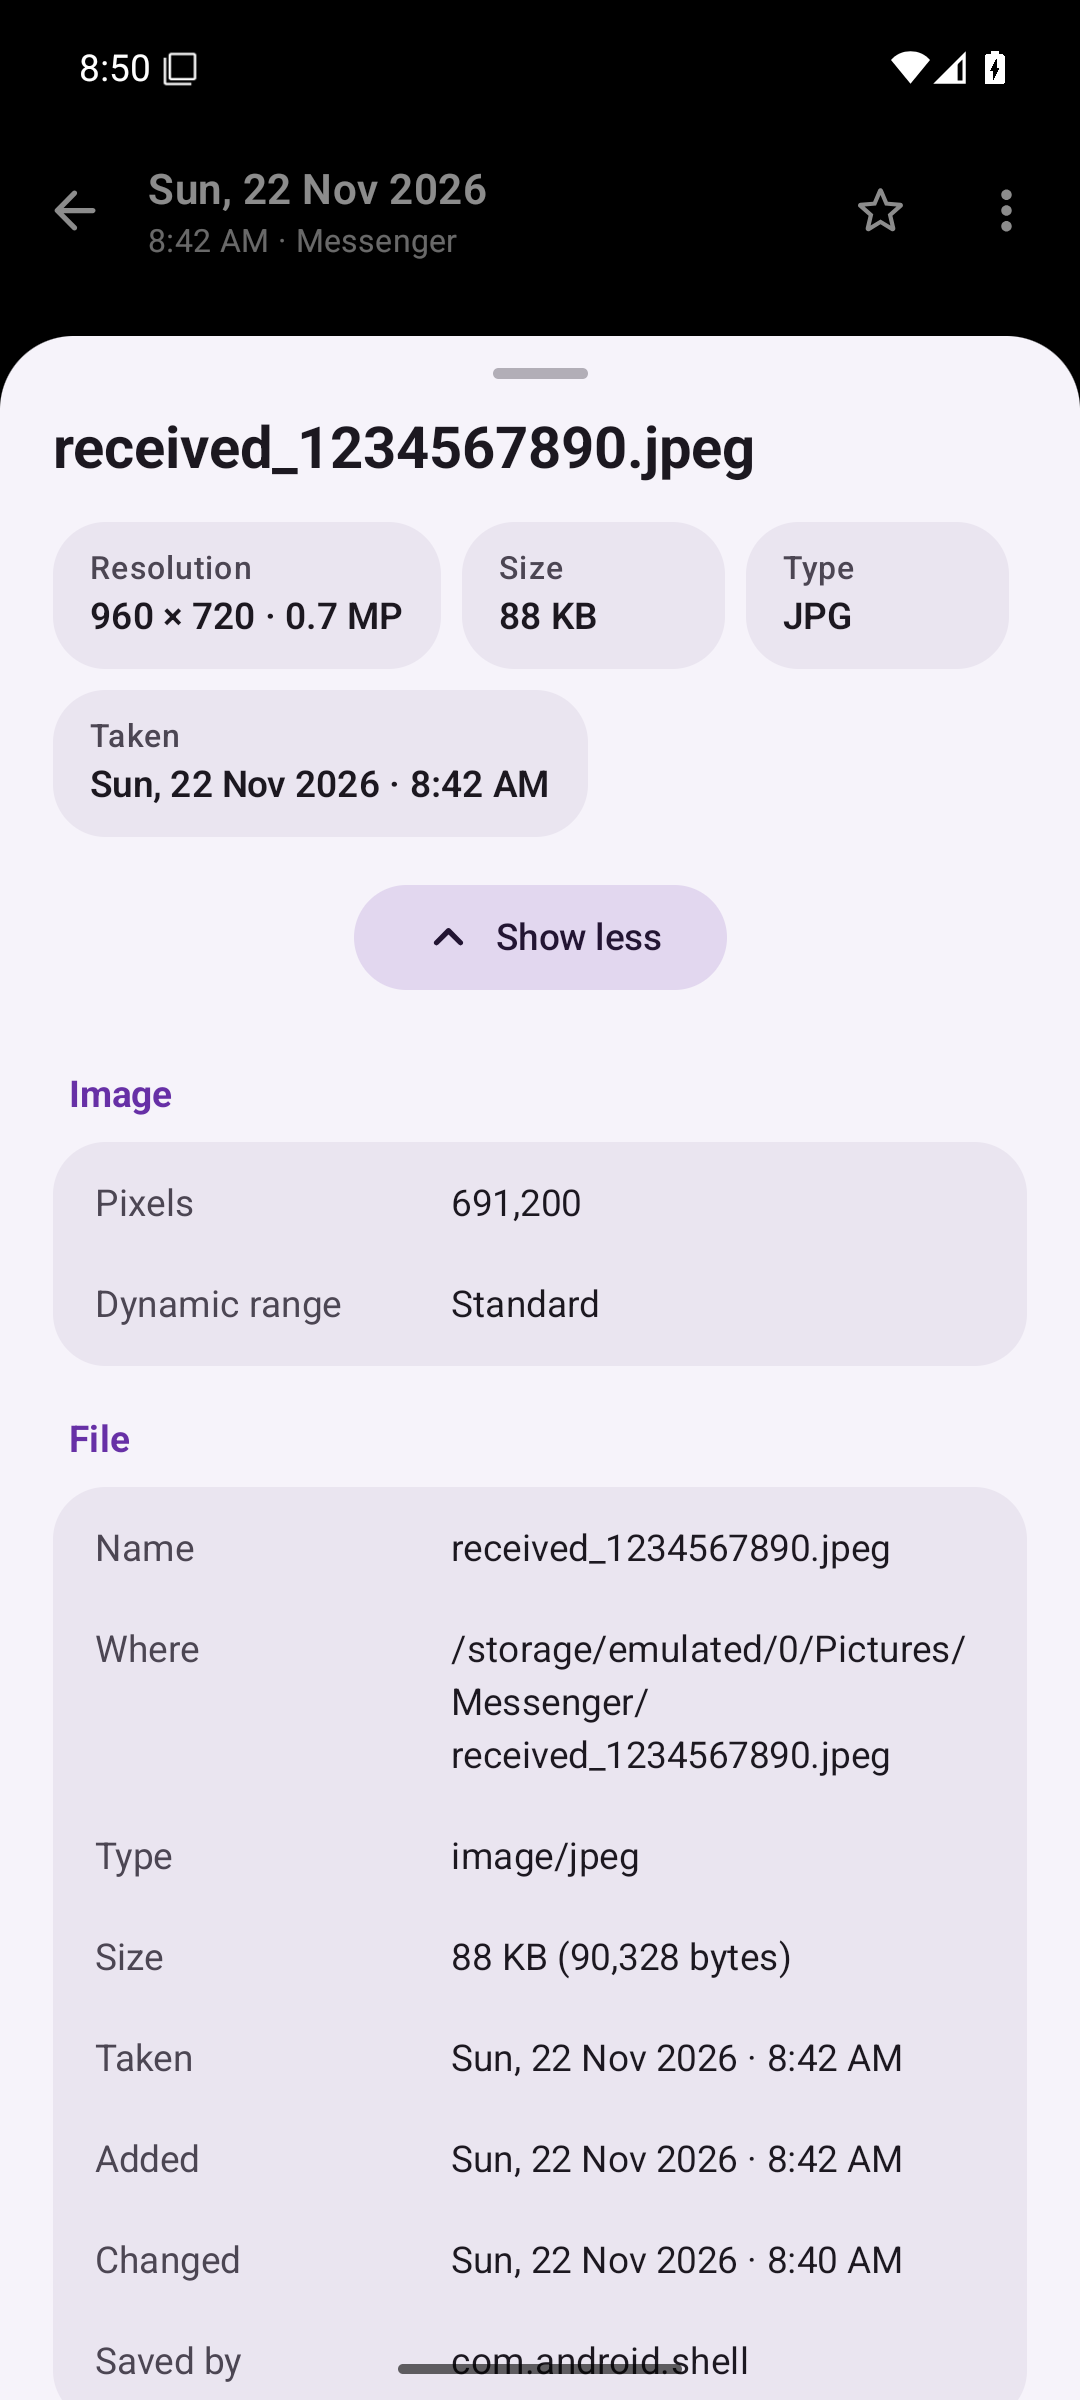 8:50
Sun, 22 Nov 2026
8:42 AM · Messenger
received_1234567890.jpeg
Resolution
960 × 720 · 0.7 MP
Size
88 KB
Type
JPG
Taken
Sun, 22 Nov 2026 · 8:42 AM
Show less
Image
Pixels 691,200
Dynamic range Standard
File
Name received_1234567890.jpeg
Where /storage/emulated/0/Pictures/
Messenger/
received_1234567890.jpeg
Type image/jpeg
Size 88 KB (90,328 bytes)
Taken Sun, 22 Nov 2026 · 8:42 AM
Added Sun, 22 Nov 2026 · 8:42 AM
Changed Sun, 22 Nov 2026 · 8:40 AM
Saved by com.android.shell